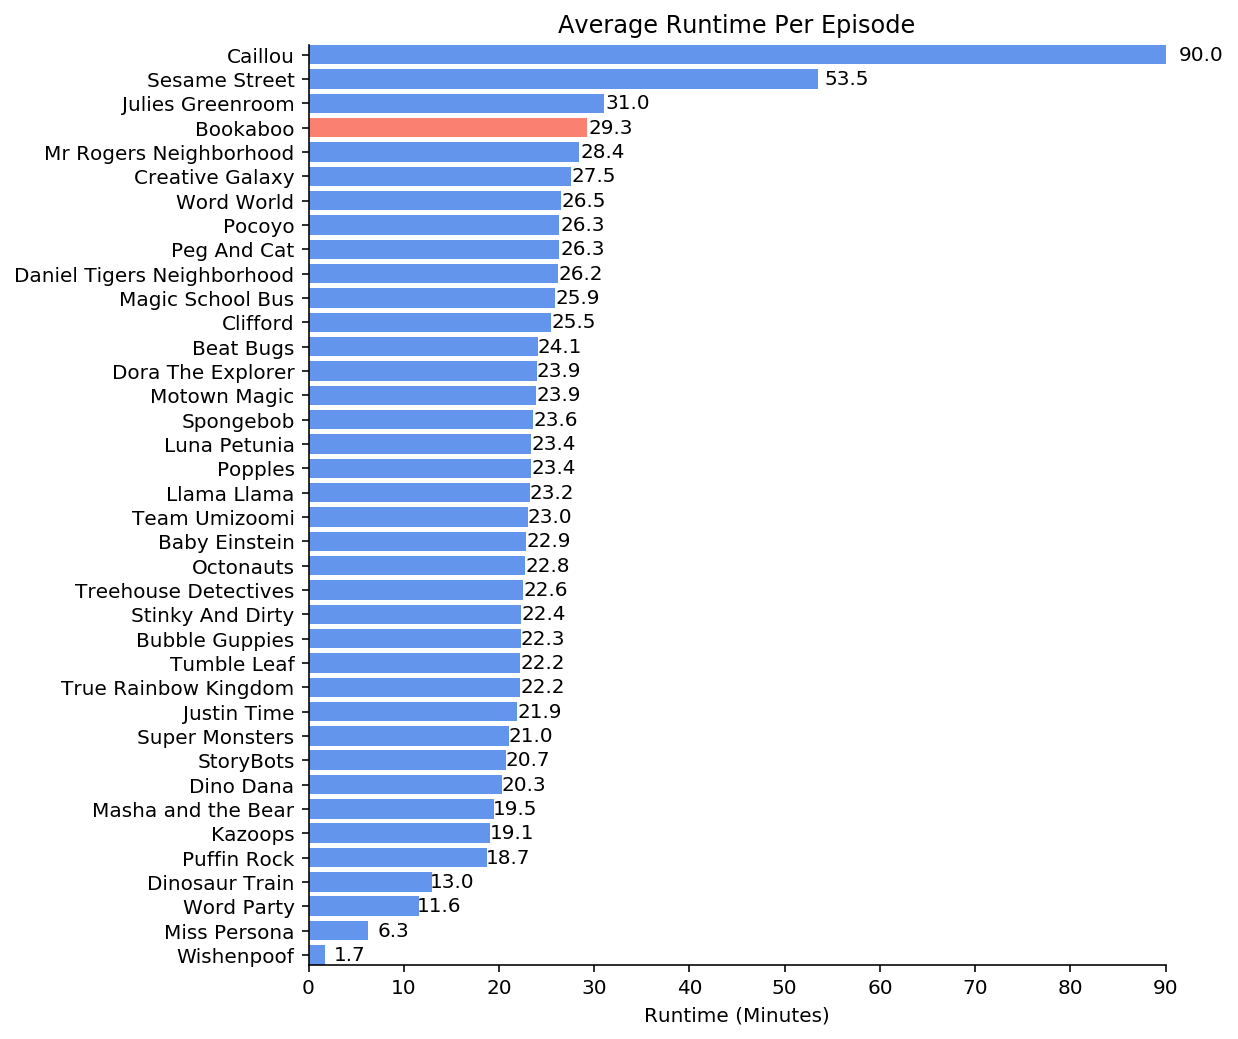 Average Runtime Per Episode
Caillou 90.0
Sesame Street 53.5
Julies Greenroom 31.0
Bookaboo 29.3
Mr Rogers Neighborhood 28.4
Creative Galaxy 27.5
Word World 26.5
Pocoyo 26.3
Peg And Cat 26.3
Daniel Tigers Neighborhood 26.2
Magic School Bus 25.9
Clifford 25.5
Beat Bugs 24.1
Dora The Explorer 23.9
Motown Magic 23.9
Spongebob 23.6
Luna Petunia 23.4
Popples 23.4
Llama Llama 23.2
Team Umizoomi 23.0
Baby Einstein 22.9
Octonauts 22.8
Treehouse Detectives 22.6
Stinky And Dirty 22.4
Bubble Guppies 22.3
Tumble Leaf 22.2
True Rainbow Kingdom 22.2
Justin Time 21.9
Super Monsters 21.0
StoryBots 20.7
Dino Dana 20.3
Masha and the Bear 19.5
Kazoops 19.1
Puffin Rock 18.7
Dinosaur Train 13.0
Word Party 11.6
Miss Persona 6.3
Wishenpoof 1.7
0 10 20 30 40 50 60 70 80 90
Runtime (Minutes)